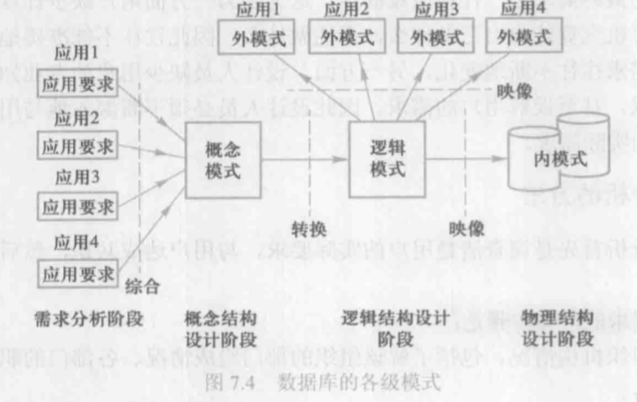 应用1 应用2 应用3 应用4
外模式 外模式 外模式 外模式
应用1
应用要求
映像
应用2
应用要求
概念
模式
逻辑
模式
内模式
应用3
应用要求
转换
映像
应用4
应用要求
综合
需求分析阶段
概念结构
设计阶段
逻辑结构设计
阶段
物理结构
设计阶段
图 7.4 数据库的各级模式